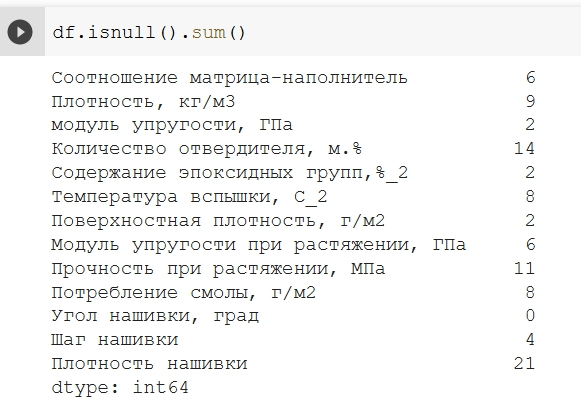 df.isnull().sum()
Соотношение матрица-наполнитель 6
Плотность, кг/м3 9
модуль упругости, ГПа 2
Количество отвердителя, м.% 14
Содержание эпоксидных групп,%_2 2
Температура вспышки, С_2 8
Поверхностная плотность, г/м2 2
Модуль упругости при растяжении, ГПа 6
Прочность при растяжении, МПа 11
Потребление смолы, г/м2 8
Угол нашивки, град 0
Шаг нашивки 4
Плотность нашивки 21
dtype: int64